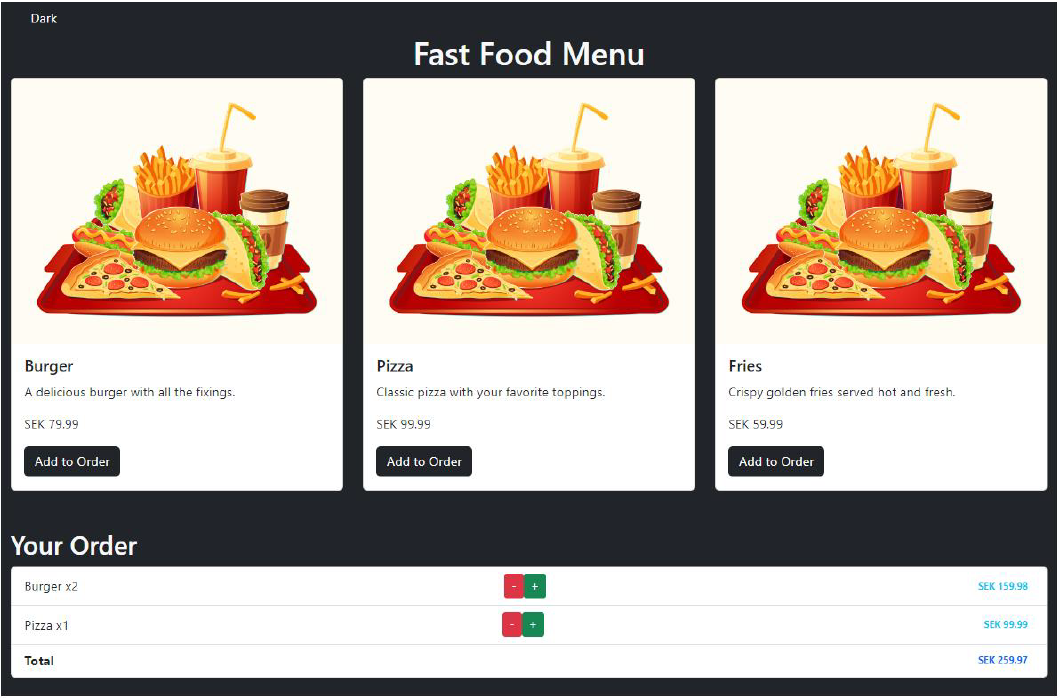 Dark
Fast Food Menu
Burger
A delicious burger with all the fixings.
SEK 79.99
Add to Order
Pizza
Classic pizza with your favorite toppings.
SEK 99.99
Add to Order
Fries
Crispy golden fries served hot and fresh.
SEK 59.99
Add to Order
Your Order
Burger x2 - + SEK 159.98
Pizza x1 - + SEK 99.99
Total SEK 259.97